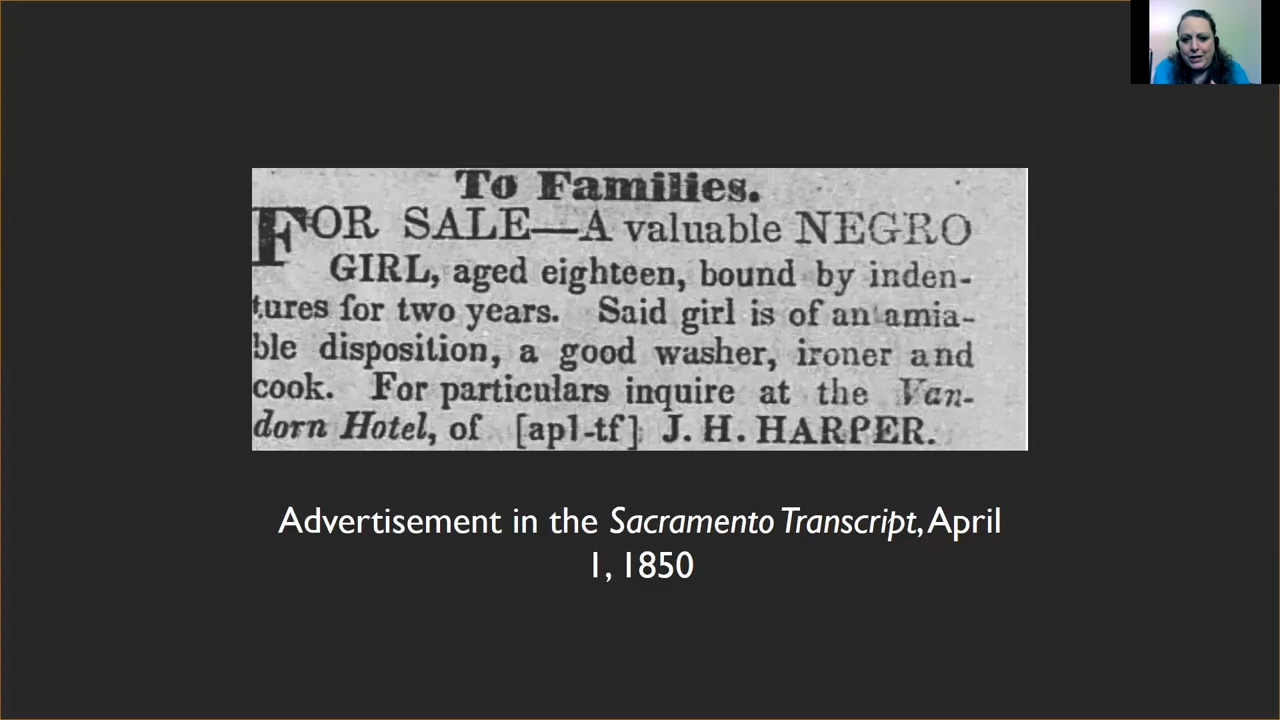 To Families.
FOR SALE—A valuable NEGRO
GIRL, aged eighteen, bound by inden-
tures for two years. Said girl is of an amia-
ble disposition, a good washer, ironer and
cook. For particulars inquire at the Van-
dorn Hotel, of [ap1-tf] J. H. HARPER.
Advertisement in the Sacramento Transcript, April
1, 1850